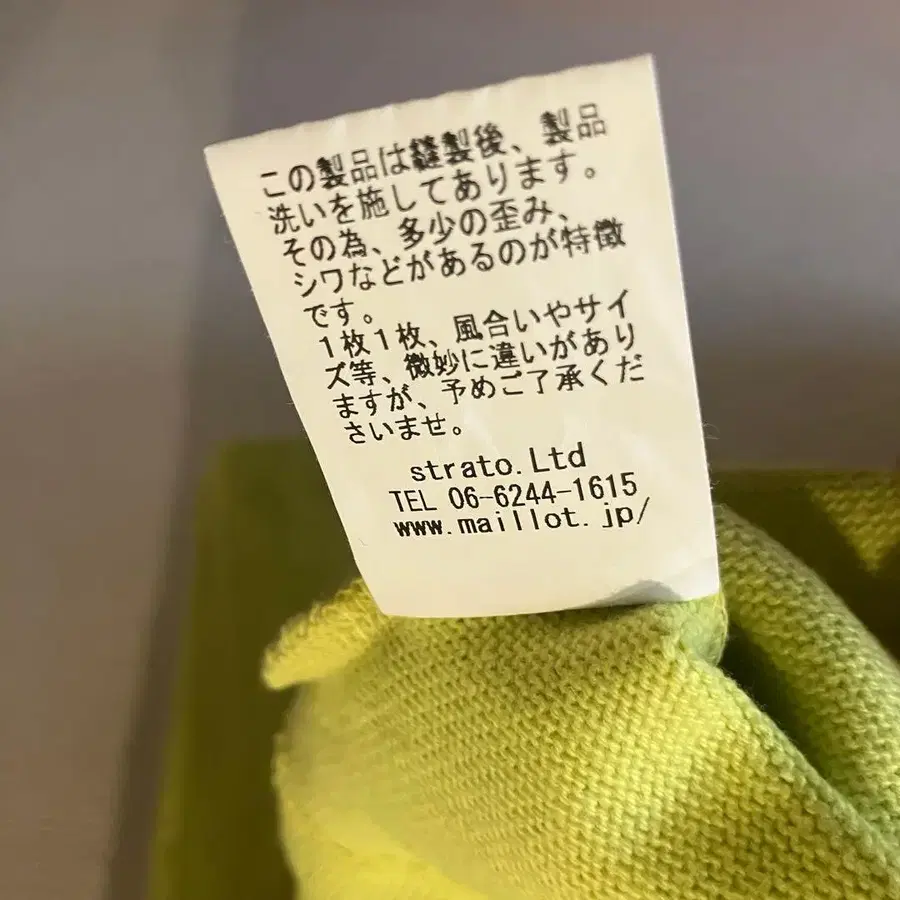 この製品は縫製後、製品
洗いを施してあります。
その為、多少の歪み、
シワなどがあるのが特徴
です。
1枚1枚、風合いやサイ
ズ等、微妙に違いがあり
ますが、予めご了承くだ
さいませ。
strato.Ltd
TEL 06-6244-1615
www.maillot.jp/